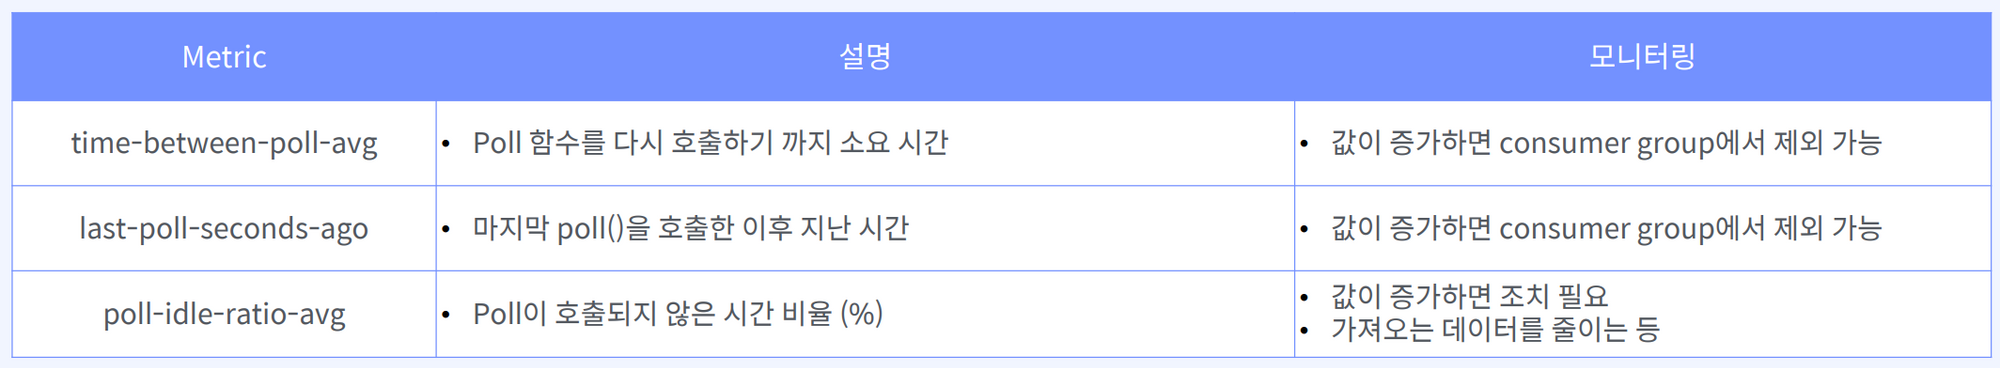 Metric 설명 모니터링
time-between-poll-avg • Poll 함수를 다시 호출하기 까지 소요 시간 • 값이 증가하면 consumer group에서 제외 가능
last-poll-seconds-ago • 마지막 poll()을 호출한 이후 지난 시간 • 값이 증가하면 consumer group에서 제외 가능
poll-idle-ratio-avg • Poll이 호출되지 않은 시간 비율 (%) • 값이 증가하면 조치 필요
• 가져오는 데이터를 줄이는 등